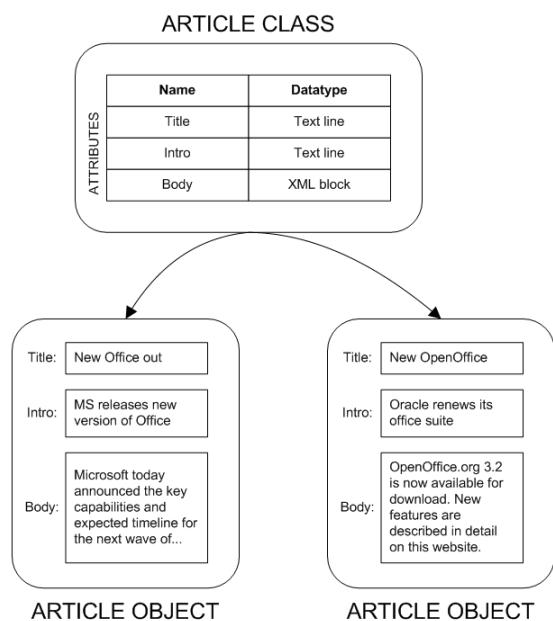 ARTICLE CLASS
ATTRIBUTES
Name Datatype
Title Text line
Intro Text line
Body XML block
Title: New Office out
Intro: MS releases new
version of Office
Body: Microsoft today
announced the key
capabilities and
expected timeline for
the next wave of...
ARTICLE OBJECT
Title: New OpenOffice
Intro: Oracle renews its
office suite
Body: OpenOffice.org 3.2
is now available for
download. New
features are
described in detail
on this website.
ARTICLE OBJECT